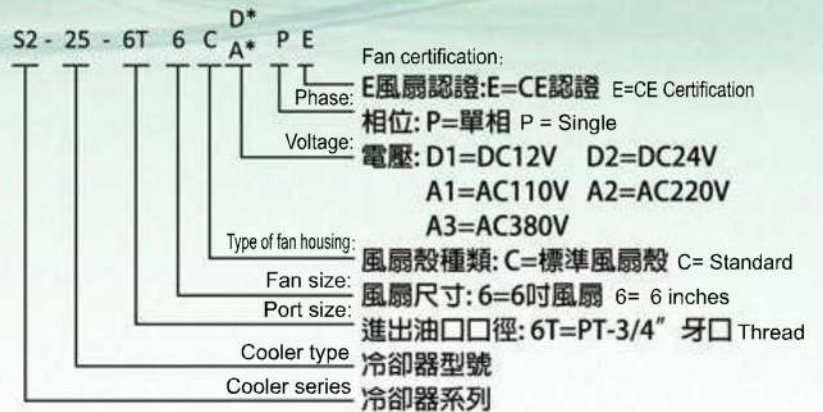 D*
S2 - 25 - 6T 6 C A* P E
Fan certification:
E風扇認證:E=CE認證 E=CE Certification
Phase:
相位: P=單相 P = Single
Voltage:
電壓: D1=DC12V D2=DC24V
A1=AC110V A2=AC220V
A3=AC380V
Type of fan housing:
風扇殼種類: C=標準風扇殼 C= Standard
Fan size:
風扇尺寸: 6=6吋風扇 6= 6 inches
Port size:
進出油口口徑: 6T=PT-3/4" 牙口 Thread
Cooler type
冷卻器型號
Cooler series
冷卻器系列